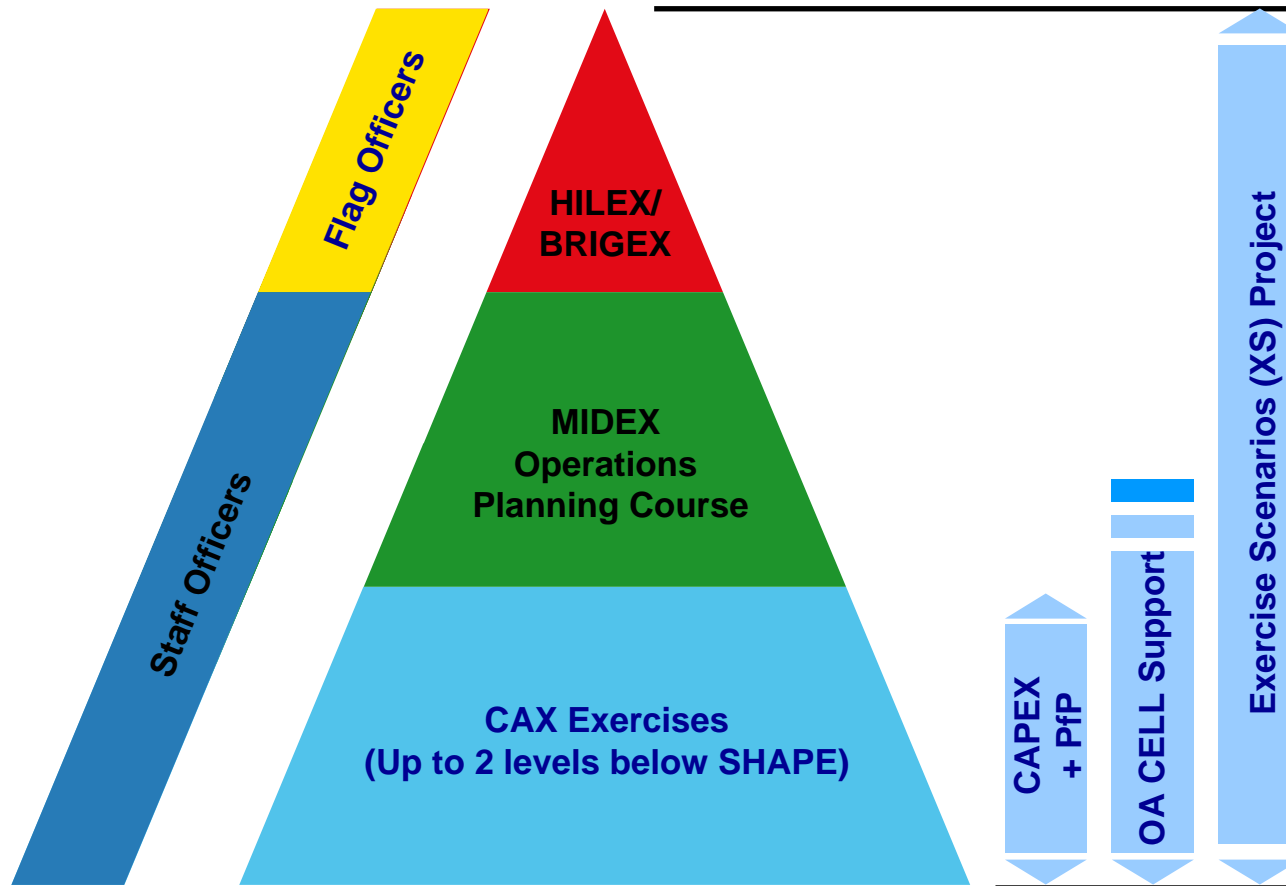 Flag Officers
Staff Officers
HILEX/
BRIGEX
MIDEX
Operations
Planning Course
CAX Exercises
(Up to 2 levels below SHAPE)
CAPEX
+ PfP
OA CELL Support
Exercise Scenarios (XS) Project